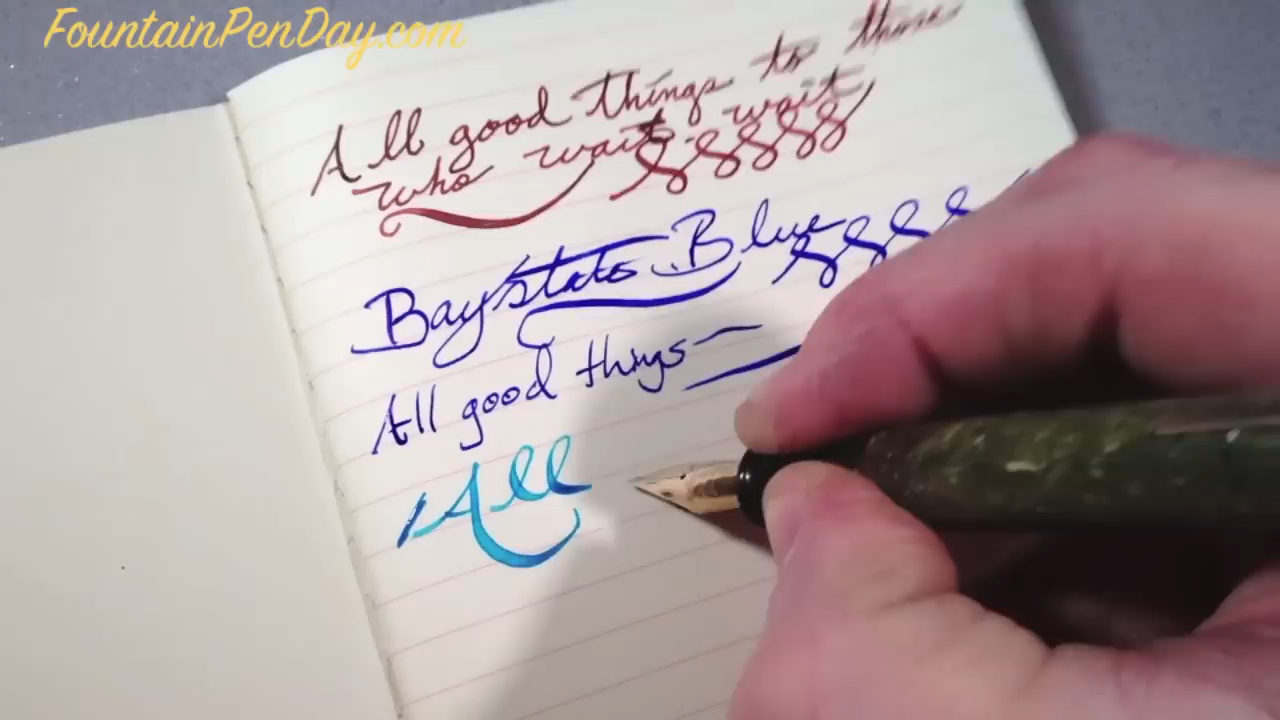 FountainPenDay.com
All good things to those
who wait. wait
Baystate Blue
All good things
All